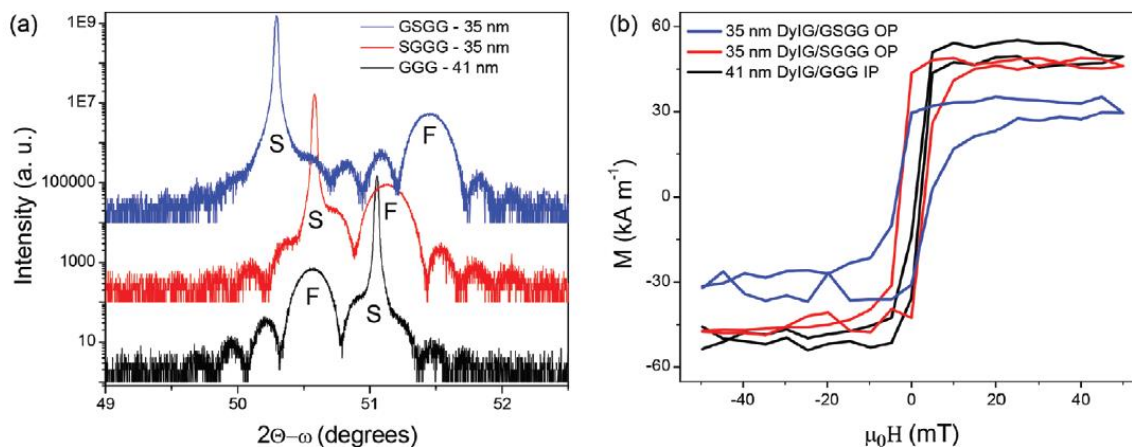 (a)
GSGG - 35 nm
SGGG - 35 nm
GGG - 41 nm
1E9
1E7
100000
1000
10
Intensity (a. u.)
S
F
S
F
F
S
49
50
51
52
2Θ–ω (degrees)
(b)
35 nm DyIG/GSGG OP
35 nm DyIG/SGGG OP
41 nm DyIG/GGG IP
60
30
0
-30
-60
M (kA m⁻¹)
-40
-20
0
20
40
μ₀H (mT)